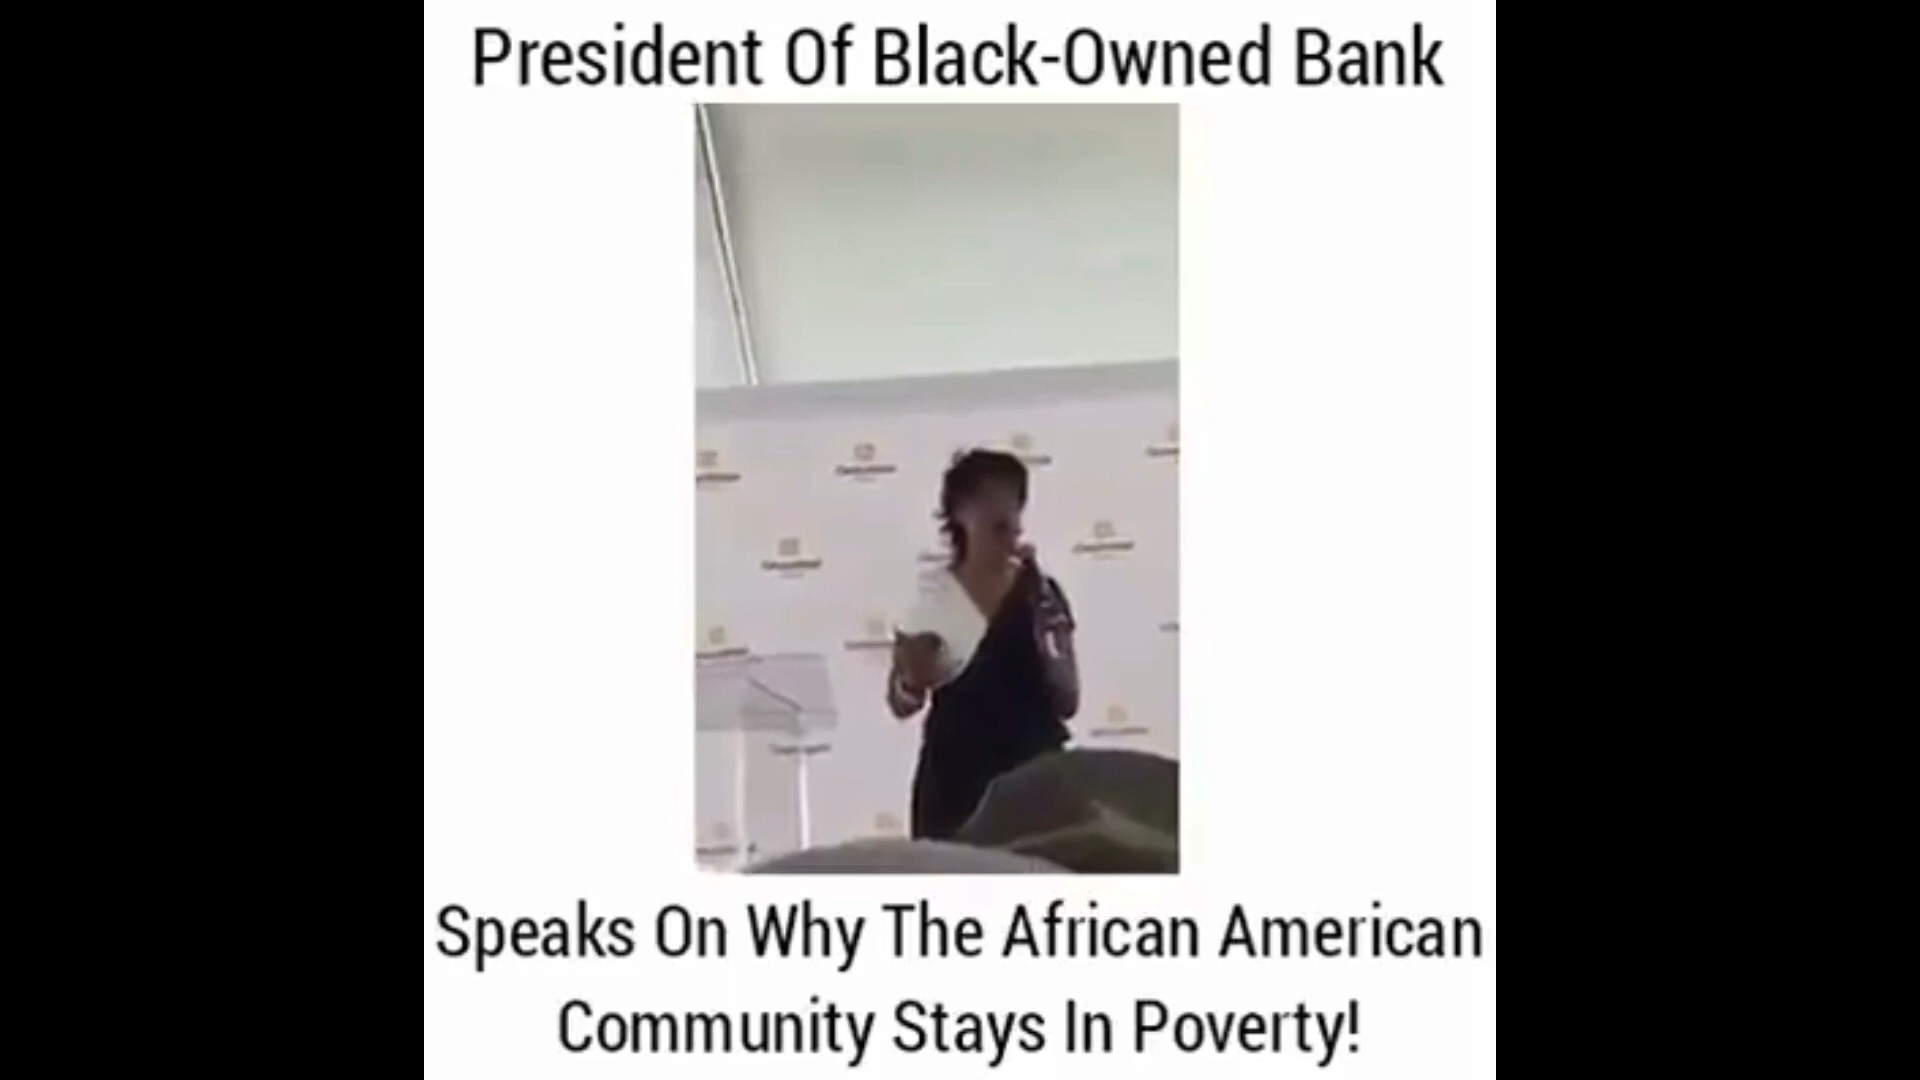 President Of Black-Owned Bank
Speaks On Why The African American
Community Stays In Poverty!